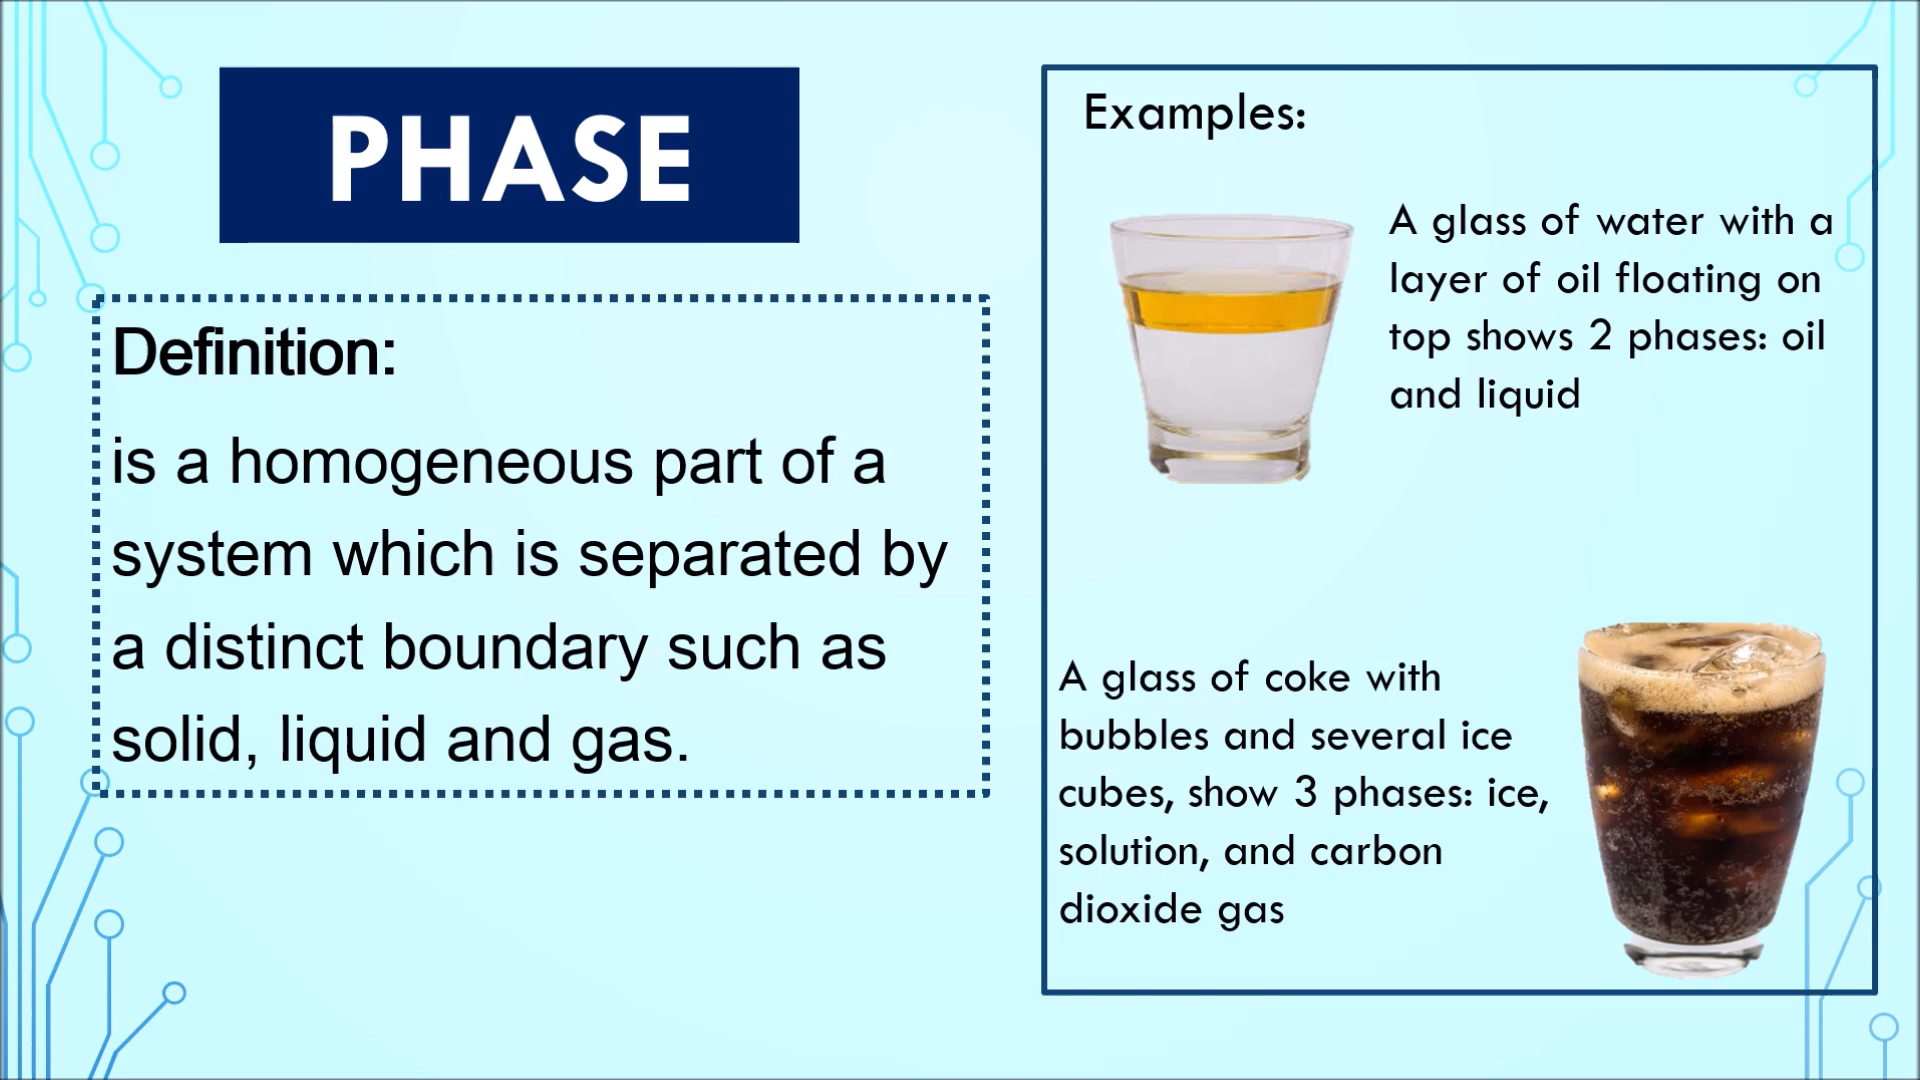 PHASE
Definition:
is a homogeneous part of a
system which is separated by
a distinct boundary such as
solid, liquid and gas.
Examples:
A glass of water with a
layer of oil floating on
top shows 2 phases: oil
and liquid
A glass of coke with
bubbles and several ice
cubes, show 3 phases: ice,
solution, and carbon
dioxide gas